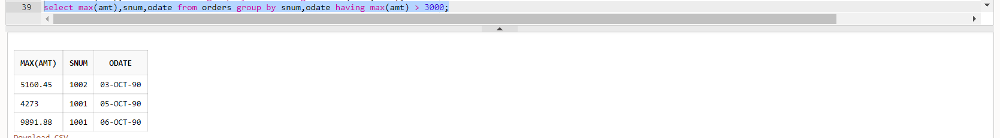 39 select max(amt),snum,odate from orders group by snum,odate having max(amt) > 3000;
MAX(AMT) SNUM ODATE
5160.45 1002 03-OCT-90
4273 1001 05-OCT-90
9891.88 1001 06-OCT-90
Download CSV